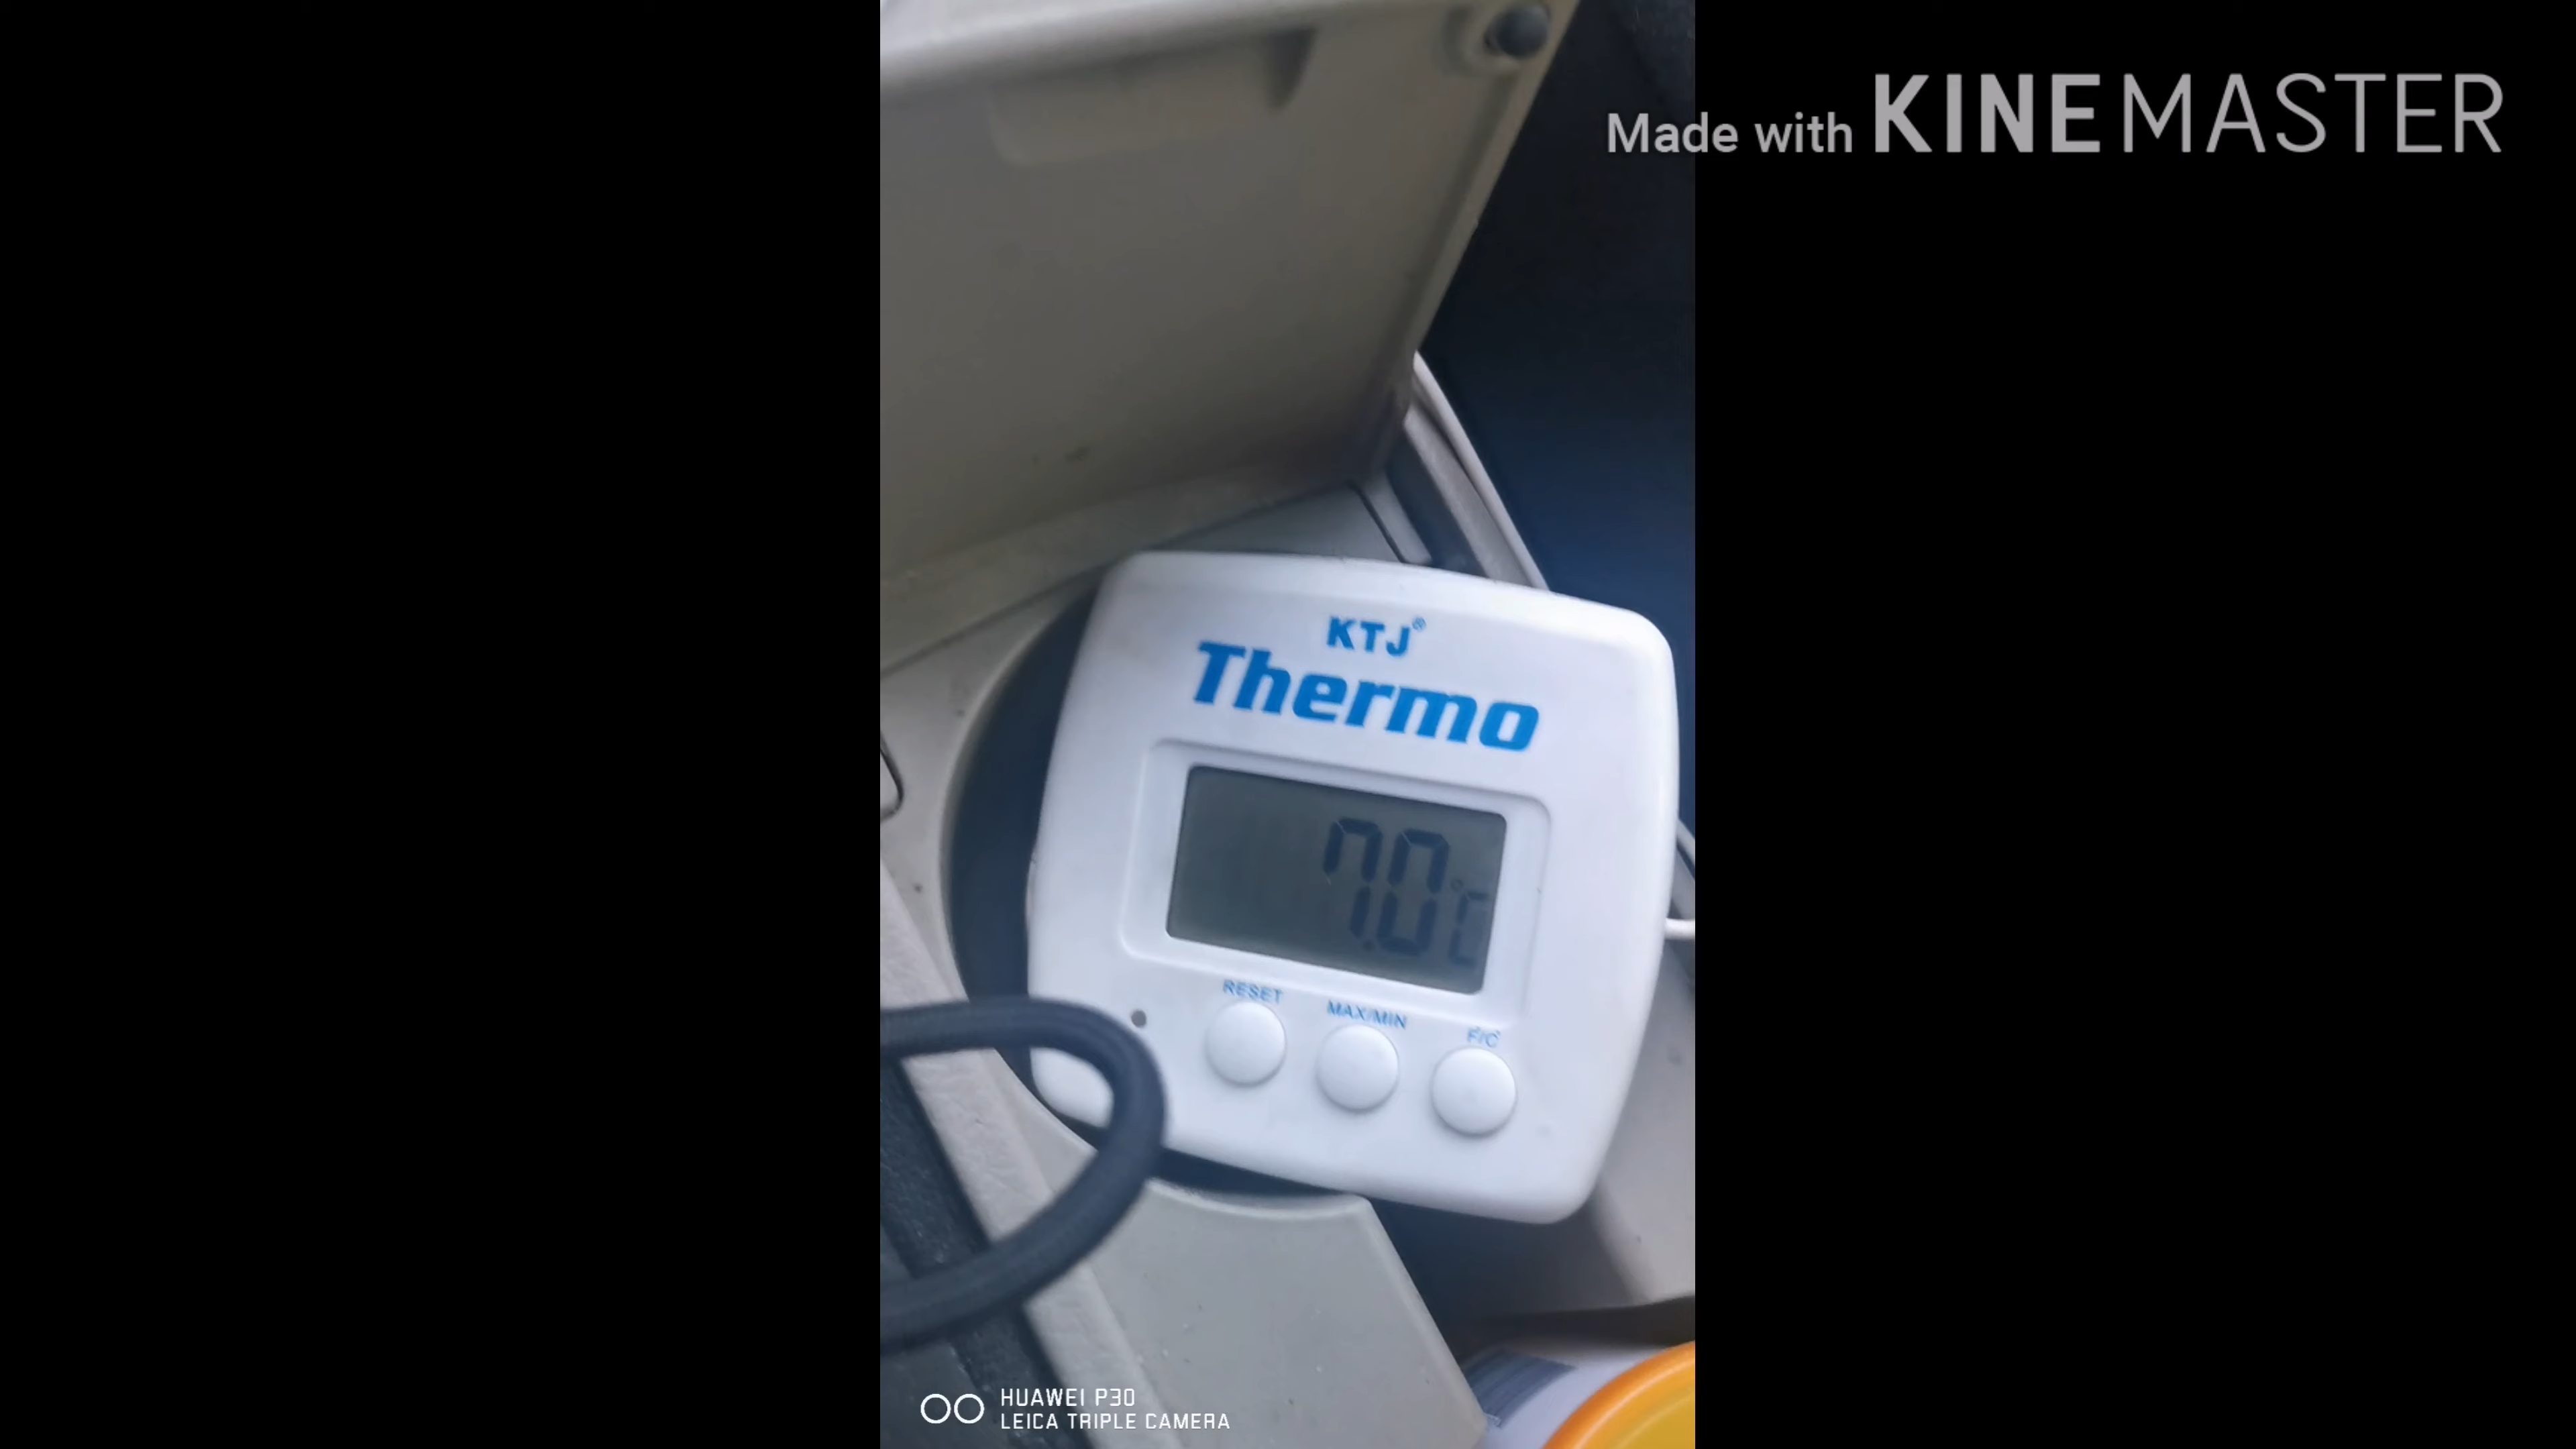 Made with KINEMASTER
KTJ®
Thermo
7.0°C
RESET
MAX/MIN
F/C
HUAWEI P30
LEICA TRIPLE CAMERA